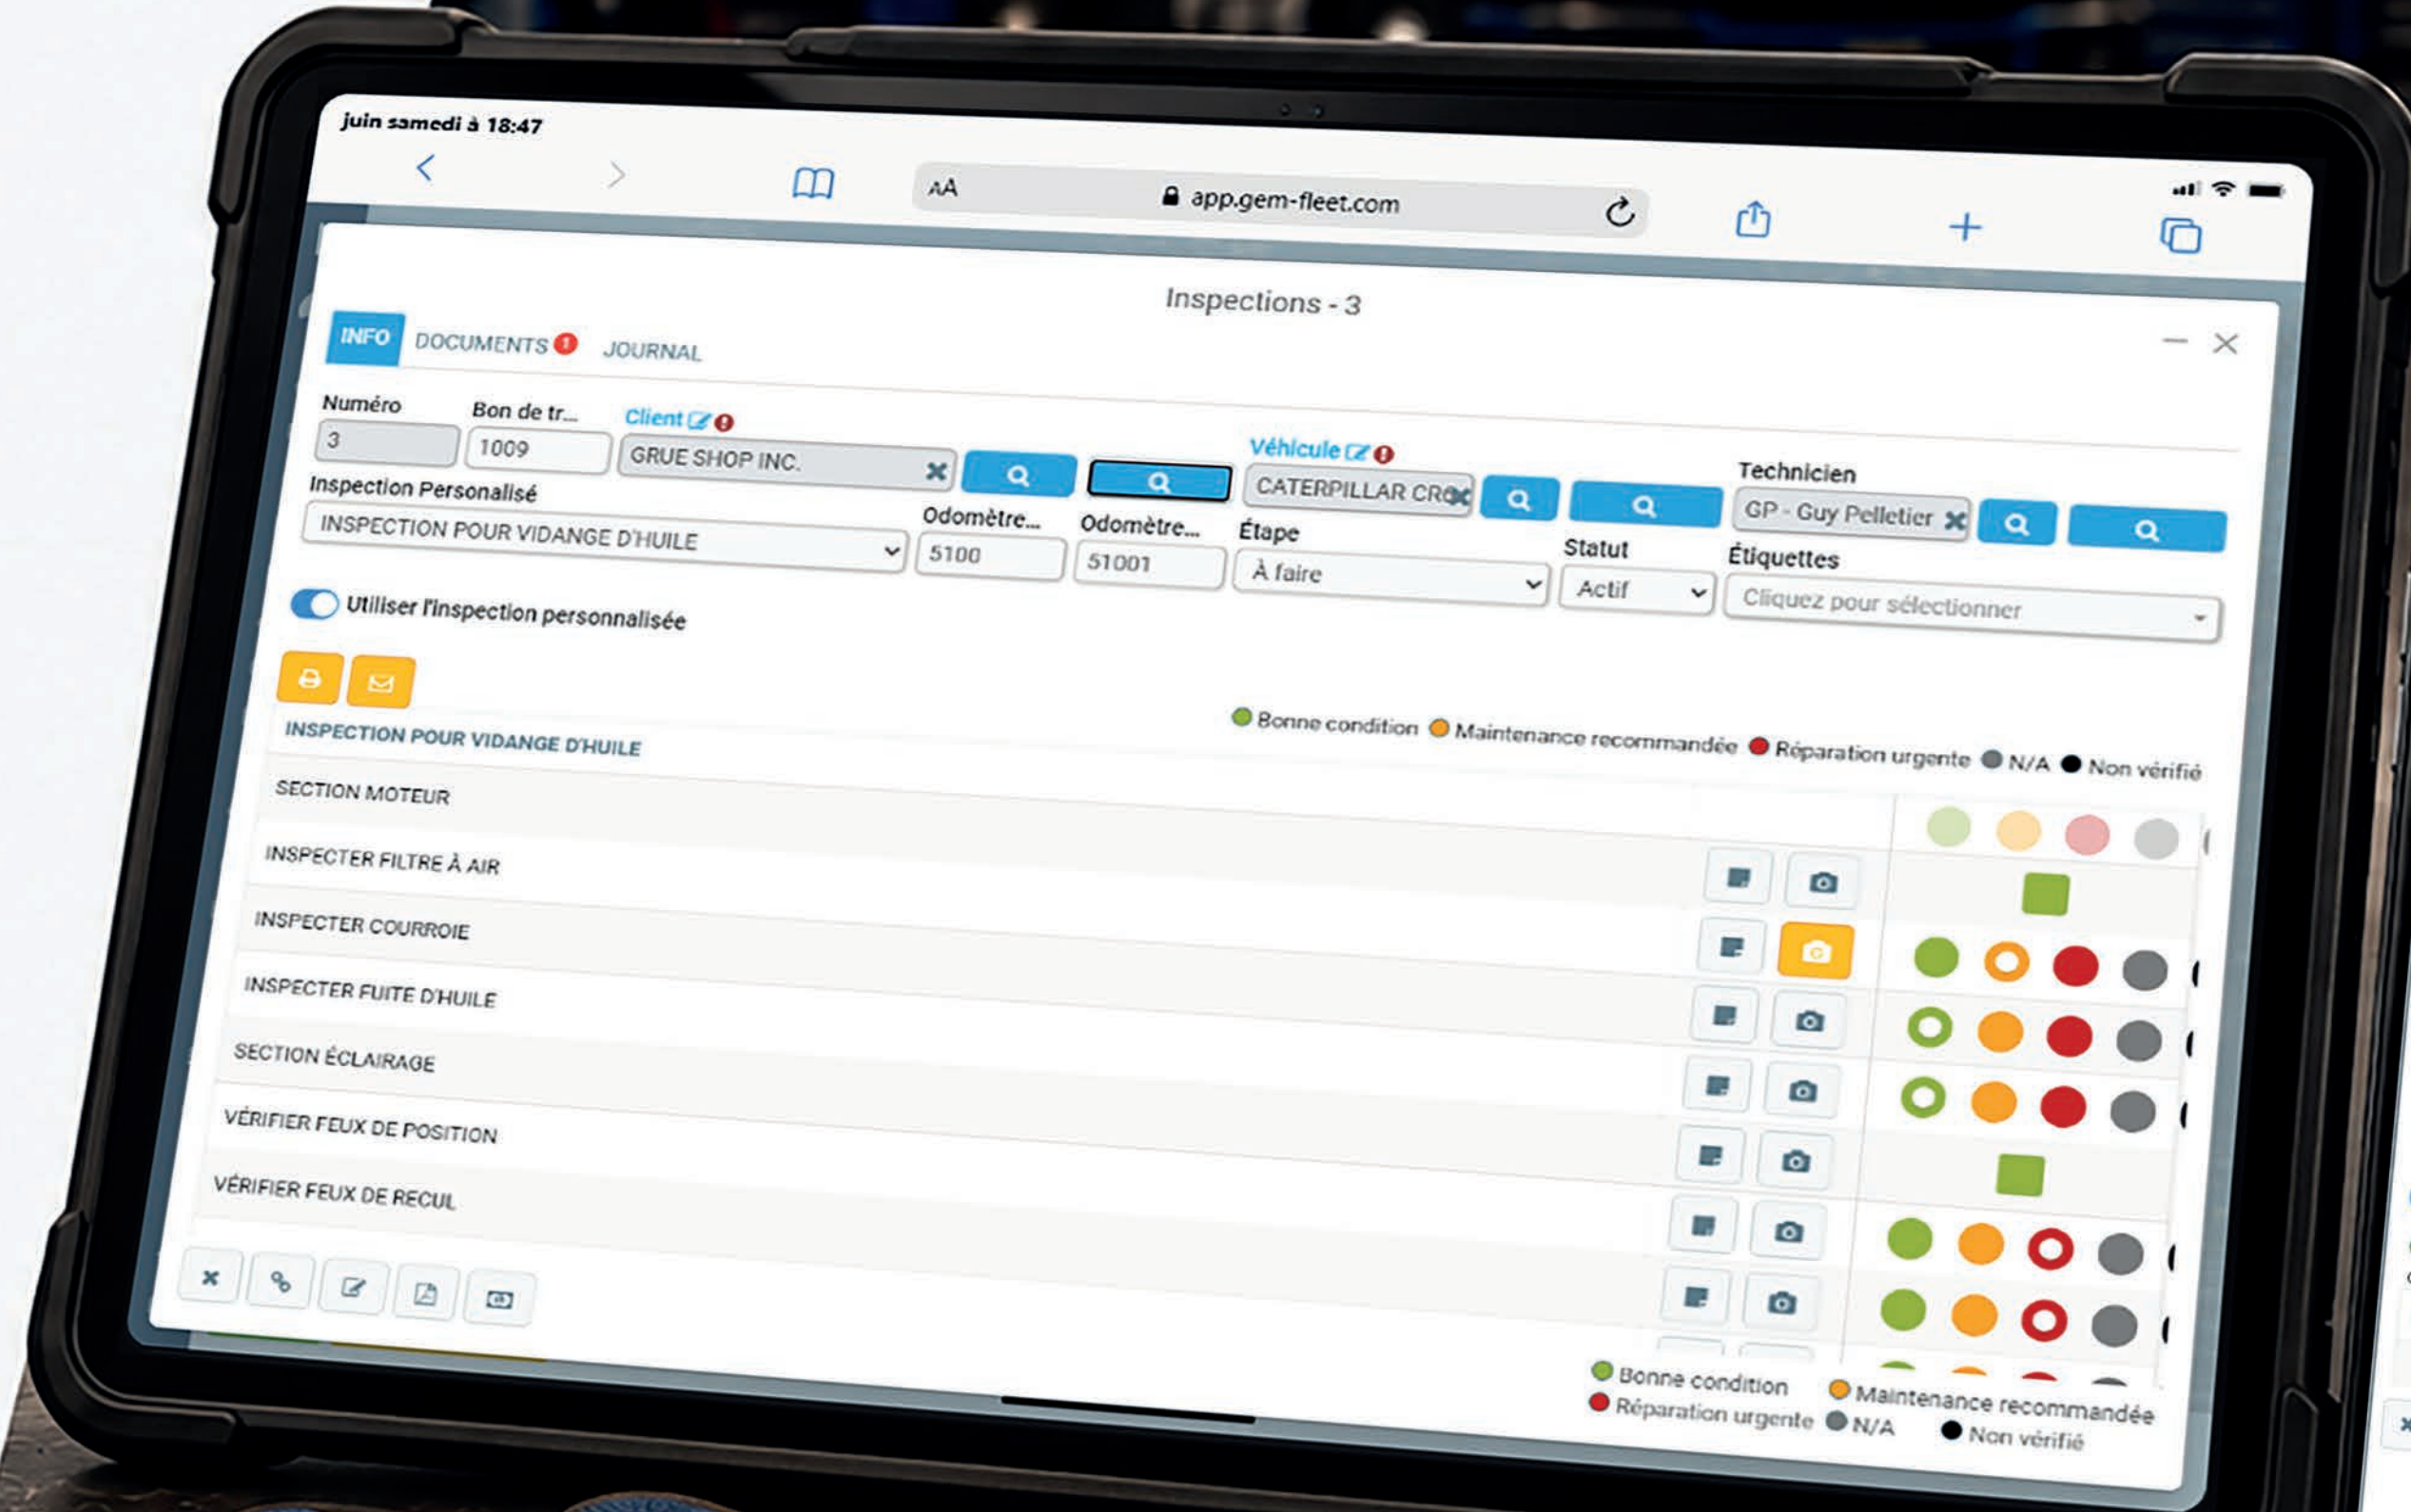 juin samedi à 18:47
AA app.gem-fleet.com
Inspections - 3
INFO DOCUMENTS 1 JOURNAL
Numéro Bon de tr... Client Véhicule Technicien
3 1009 GRUE SHOP INC. CATERPILLAR GP - Guy Pelletier
Inspection Personalisé Odomètre... Odomètre... Étape Statut Étiquettes
INSPECTION POUR VIDANGE D'HUILE 5100 51001 À faire Actif Cliquez pour sélectionner
Utiliser l'inspection personnalisée
Bonne condition Maintenance recommandée Réparation urgente N/A Non vérifié
INSPECTION POUR VIDANGE D'HUILE
SECTION MOTEUR
INSPECTER FILTRE À AIR
INSPECTER COURROIE
INSPECTER FUITE D'HUILE
SECTION ÉCLAIRAGE
VÉRIFIER FEUX DE POSITION
VÉRIFIER FEUX DE RECUL
Bonne condition Maintenance recommandée
Réparation urgente N/A Non vérifié